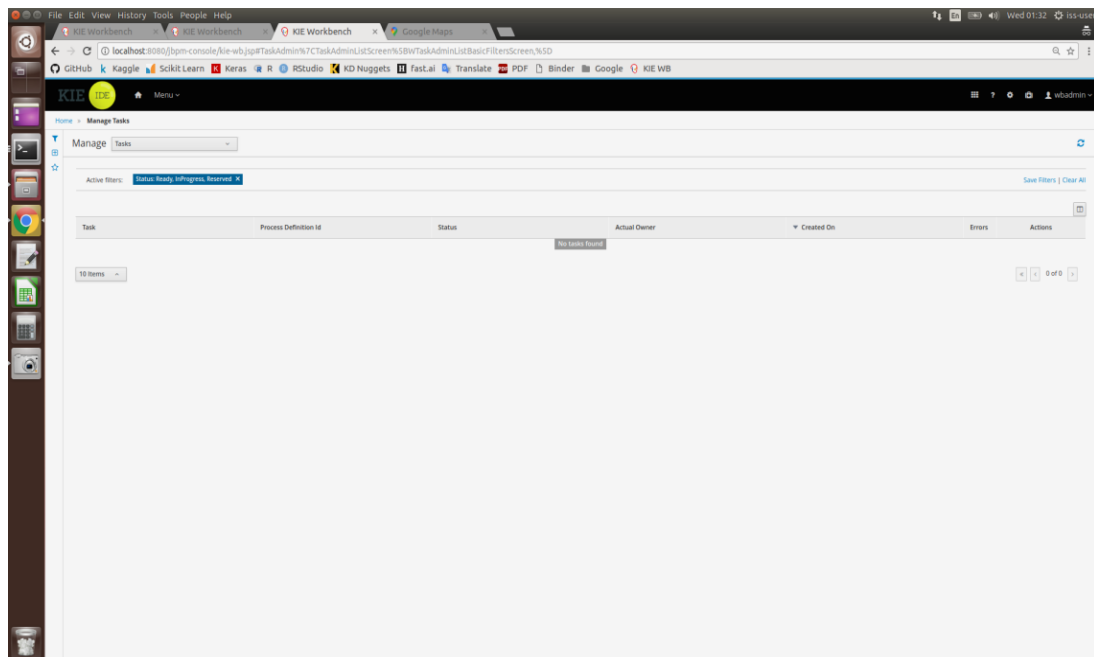 File Edit View History Tools People Help
En Wed 01:32 iss-user
KIE Workbench × KIE Workbench × KIE Workbench × Google Maps ×
localhost:8080/jbpm-console/kie-wb.jsp#TaskAdmin%7CTaskAdminListScreen%5BWTaskAdminListBasicFiltersScreen,%5D
GitHub k Kaggle Scikit Learn K Keras R RStudio KD Nuggets H fast.ai Translate PDF PDF Binder Google KIE WB
KIE IDE Menu ? wbadmin
Home » Manage Tasks
Manage Tasks
Active filters: Status: Ready, InProgress, Reserved × Save Filters | Clear All
Task Process Definition Id Status Actual Owner Created On Errors Actions
No tasks found
10 Items « ‹ 0 of 0 ›